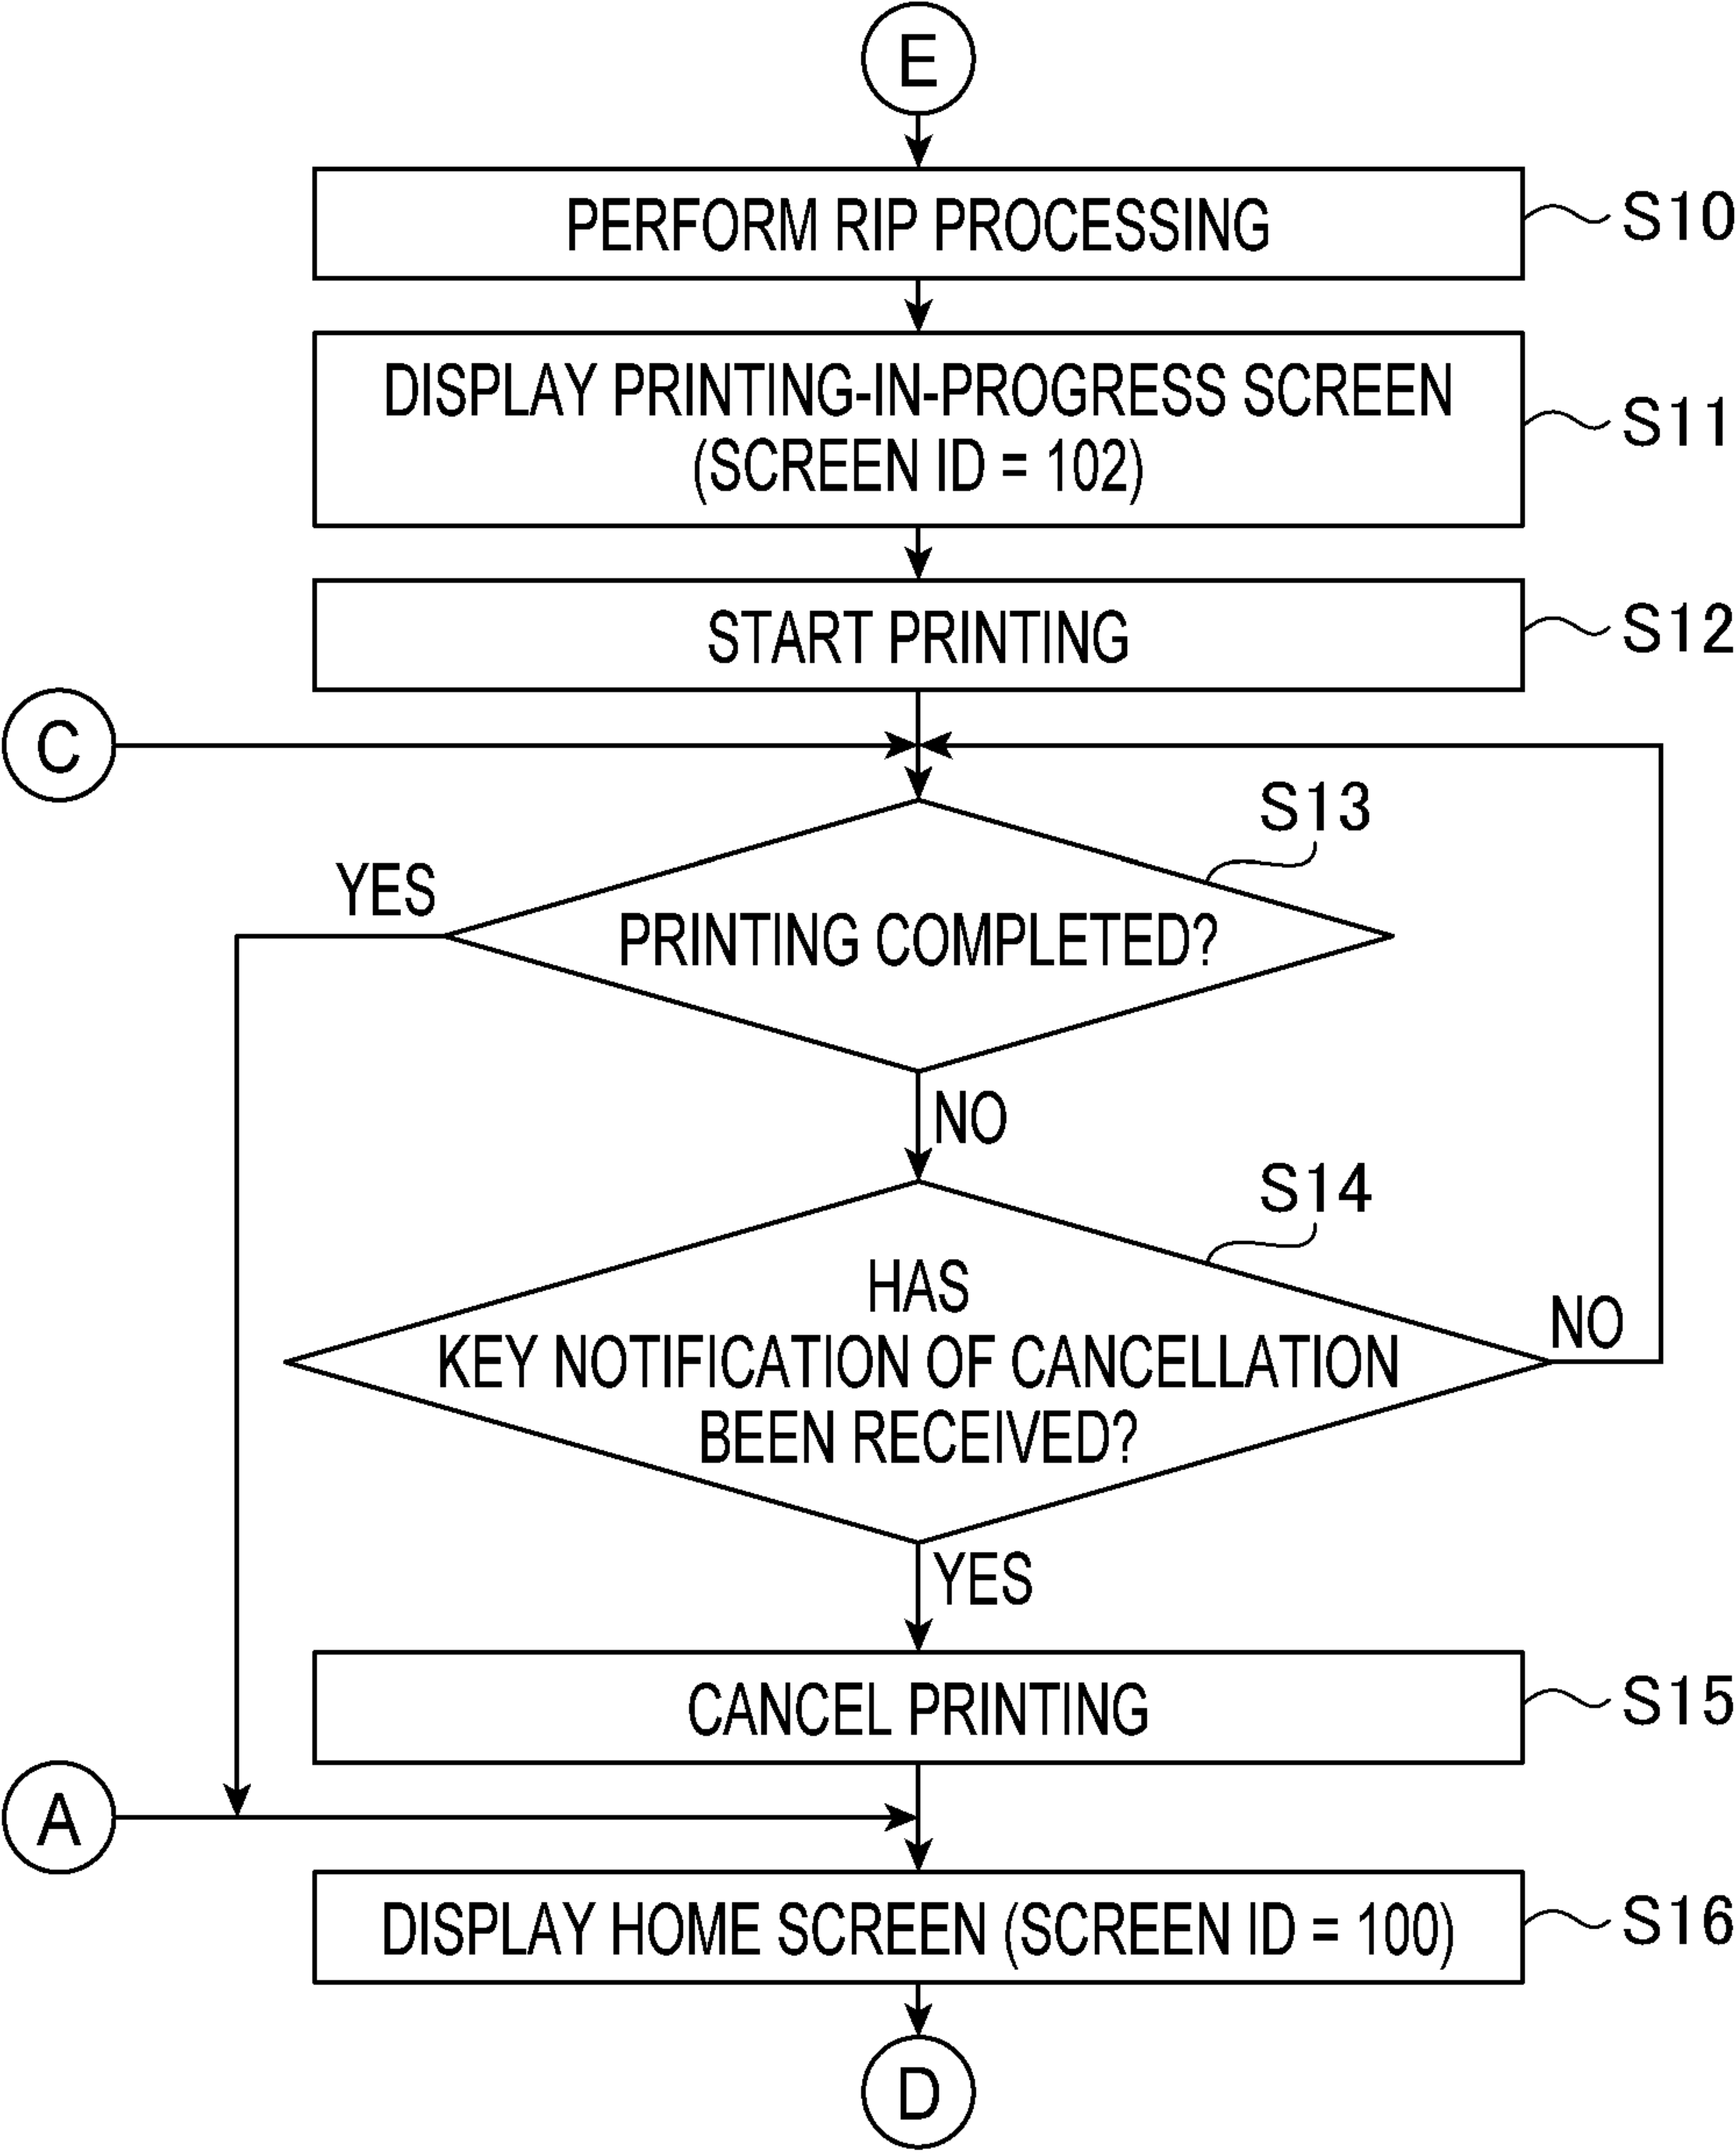 E
PERFORM RIP PROCESSING
S10
DISPLAY PRINTING-IN-PROGRESS SCREEN
(SCREEN ID = 102)
S11
START PRINTING
S12
C
S13
YES
PRINTING COMPLETED?
NO
S14
HAS
KEY NOTIFICATION OF CANCELLATION
BEEN RECEIVED?
NO
YES
CANCEL PRINTING
S15
A
DISPLAY HOME SCREEN (SCREEN ID = 100)
S16
D